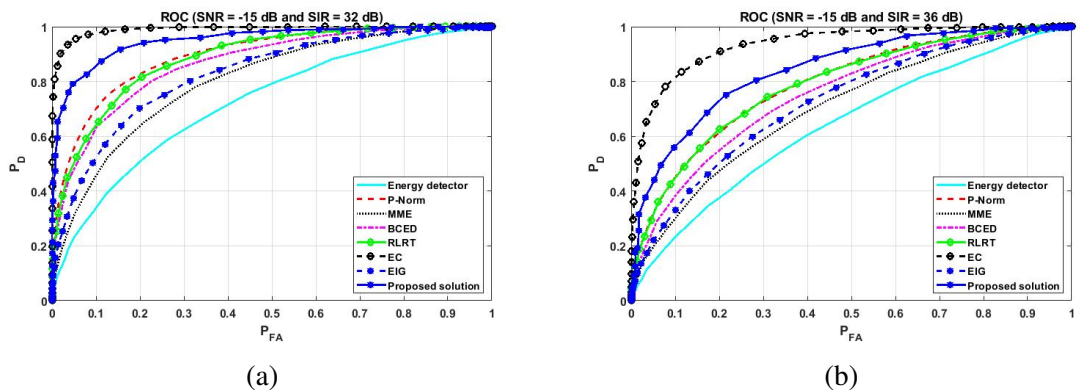 ROC (SNR = -15 dB and SIR = 32 dB)
1
0.8
0.6
0.4
0.2
0
P_D
0 0.1 0.2 0.3 0.4 0.5 0.6 0.7 0.8 0.9 1
P_FA
Energy detector
P-Norm
MME
BCED
RLRT
EC
EIG
Proposed solution
(a)
ROC (SNR = -15 dB and SIR = 36 dB)
1
0.8
0.6
0.4
0.2
0
P_D
0 0.1 0.2 0.3 0.4 0.5 0.6 0.7 0.8 0.9 1
P_FA
Energy detector
P-Norm
MME
BCED
RLRT
EC
EIG
Proposed solution
(b)